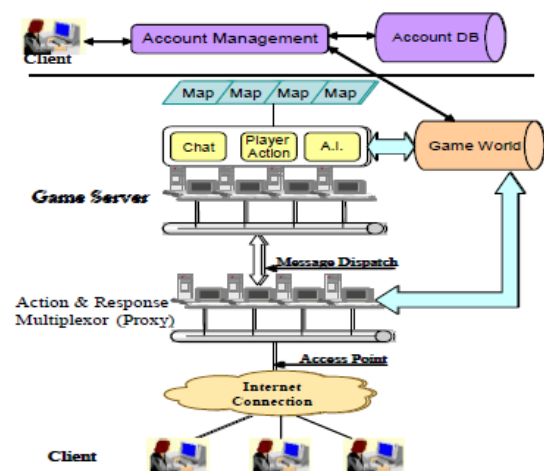 Account Management
Account DB
Client
Map Map Map Map
Chat
Player
Action
A.I.
Game World
Game Server
Message Dispatch
Action & Response
Multiplexor (Proxy)
Access Point
Internet
Connection
Client